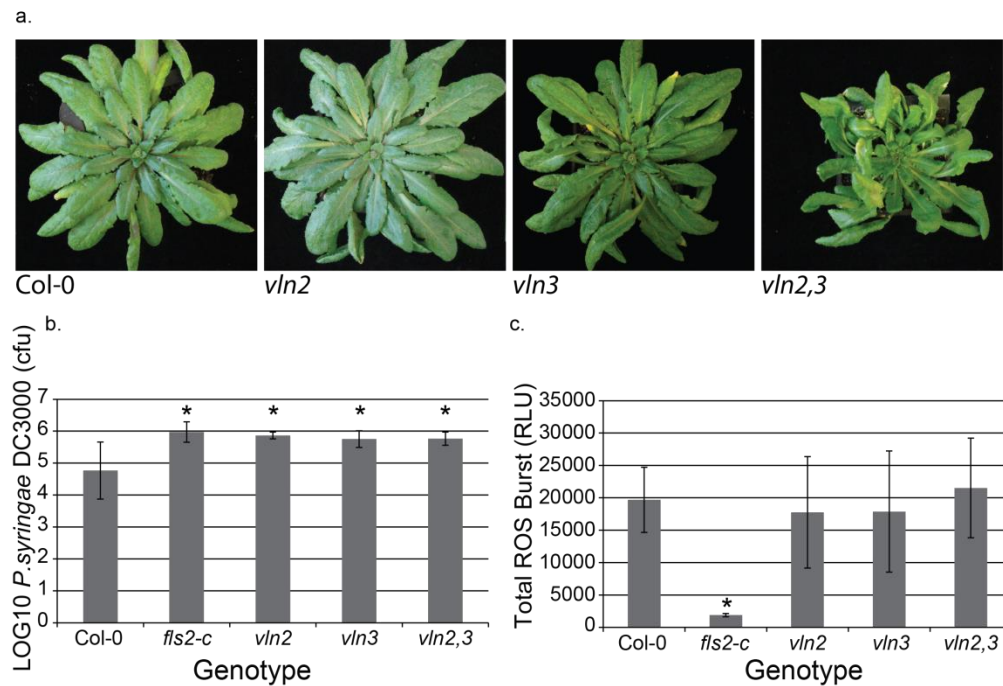 a.
Col-0
vln2
vln3
vln2,3
b.
LOG10 P.syringae DC3000 (cfu)
7
6
5
4
3
2
1
0
* * * *
Col-0 fls2-c vln2 vln3 vln2,3
Genotype
c.
Total ROS Burst (RLU)
35000
30000
25000
20000
15000
10000
5000
0
*
Col-0 fls2-c vln2 vln3 vln2,3
Genotype